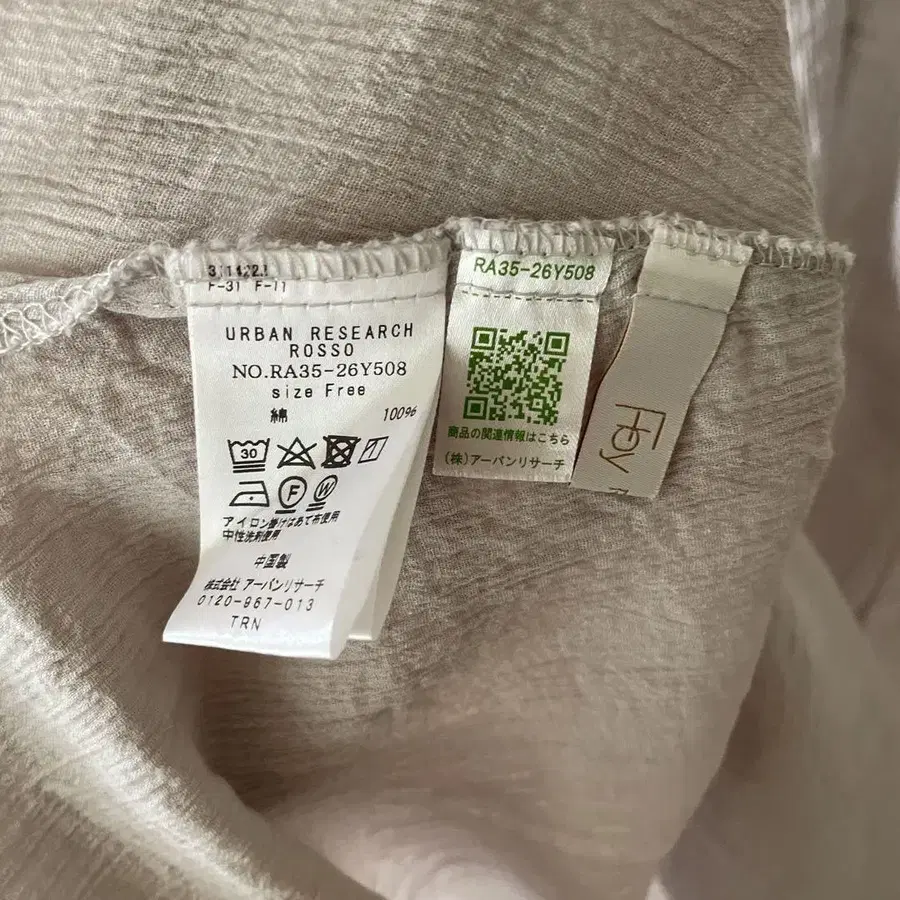 F-31 F-11
URBAN RESEARCH
ROSSO
NO.RA35-26Y508
size Free
綿 100%
30
F W
アイロン掛けはあて布使用
中性洗剤使用
中国製
株式会社 アーバンリサーチ
0120-967-013
TRN
RA35-26Y508
商品の関連情報はこちら
(株)アーバンリサーチ